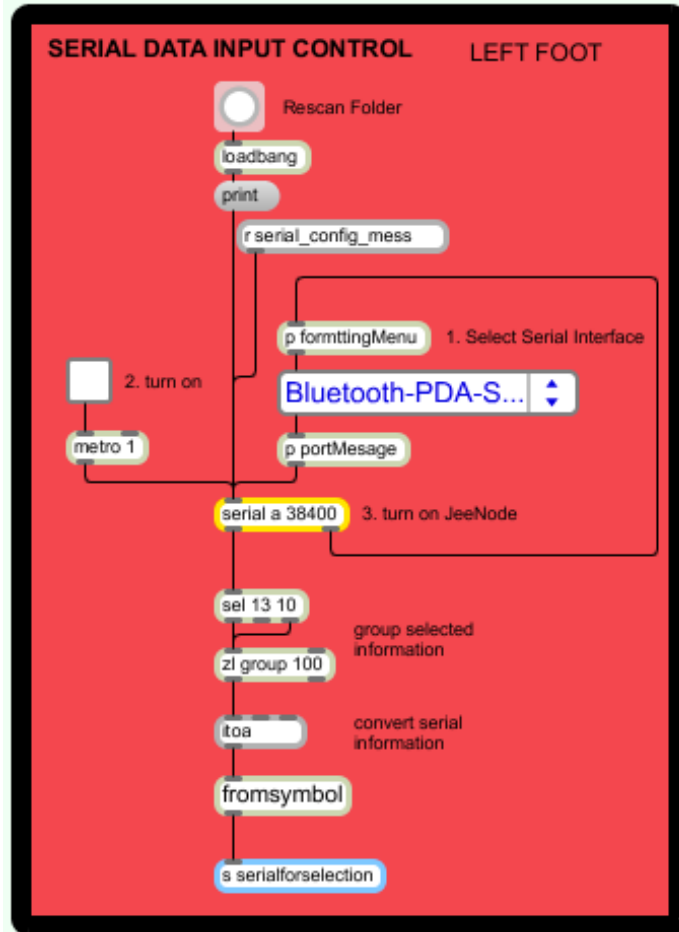 SERIAL DATA INPUT CONTROL LEFT FOOT
Rescan Folder
loadbang
print
r serial_config_mess
p formttingMenu
1. Select Serial Interface
2. turn on
Bluetooth-PDA-S...
metro 1
p portMesage
serial a 38400
3. turn on JeeNode
sel 13 10
group selected
information
zl group 100
itoa
convert serial
information
fromsymbol
s serialforselection